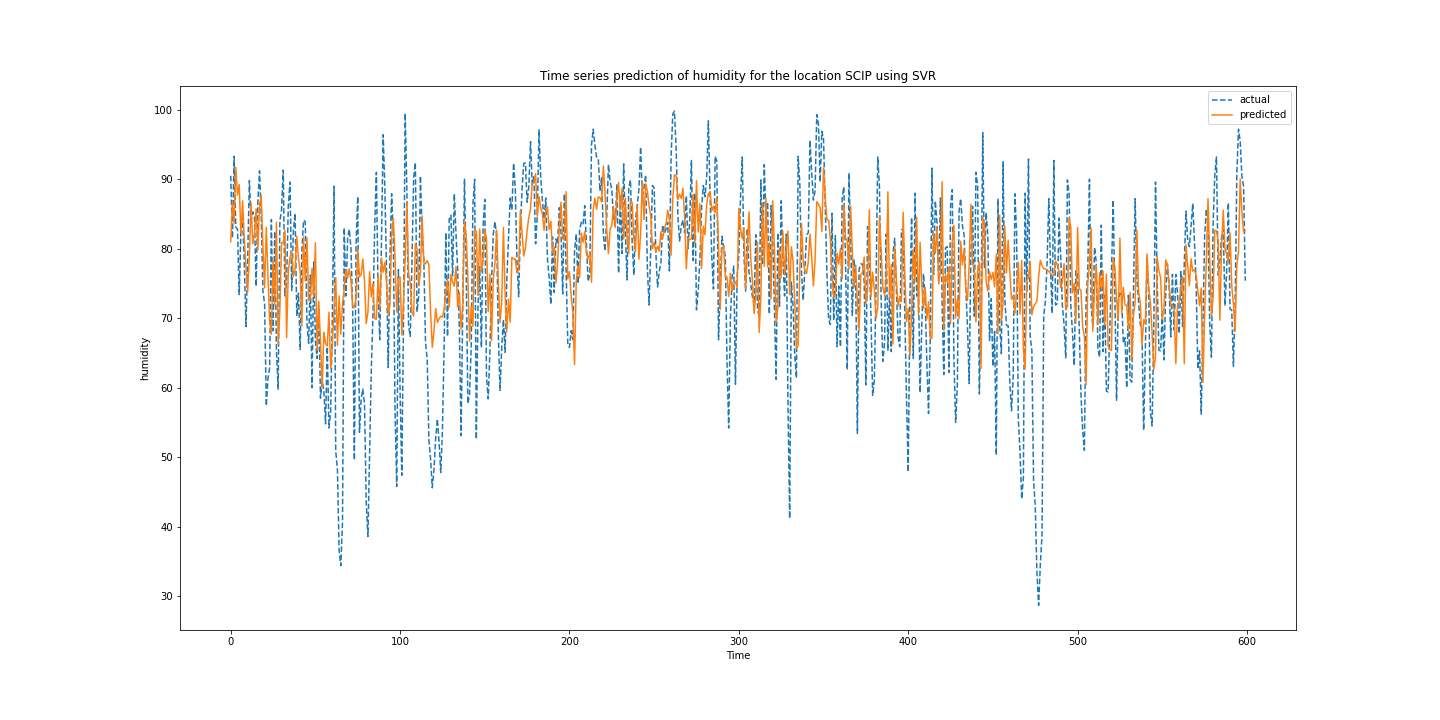 Time series prediction of humidity for the location SCIP using SVR
actual
predicted
humidity
100
90
80
70
60
50
40
30
0 100 200 300 400 500 600
Time